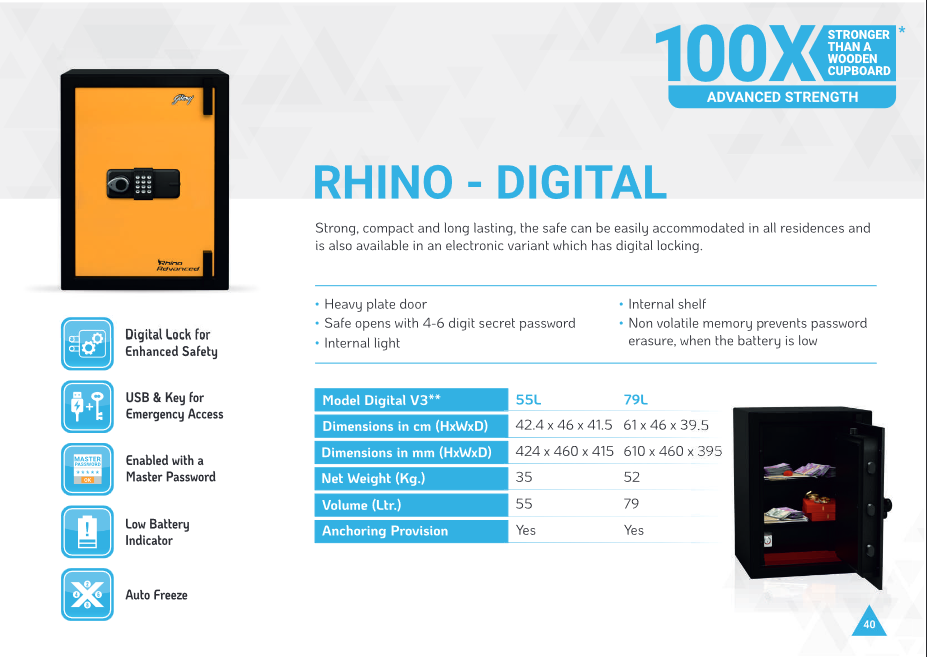 100X
STRONGER
THAN A
WOODEN
CUPBOARD
*
ADVANCED STRENGTH
Godrej
Rhino
Advanced
RHINO - DIGITAL
Strong, compact and long lasting, the safe can be easily accommodated in all residences and
is also available in an electronic variant which has digital locking.
• Heavy plate door
• Safe opens with 4-6 digit secret password
• Internal light
• Internal shelf
• Non volatile memory prevents password
erasure, when the battery is low
Digital Lock for
Enhanced Safety
USB & Key for
Emergency Access
MASTER
PASSWORD
*****
OK
Enabled with a
Master Password
Low Battery
Indicator
Auto Freeze
Model Digital V3** 55L 79L
Dimensions in cm (HxWxD) 42.4 x 46 x 41.5 61 x 46 x 39.5
Dimensions in mm (HxWxD) 424 x 460 x 415 610 x 460 x 395
Net Weight (Kg.) 35 52
Volume (Ltr.) 55 79
Anchoring Provision Yes Yes
40